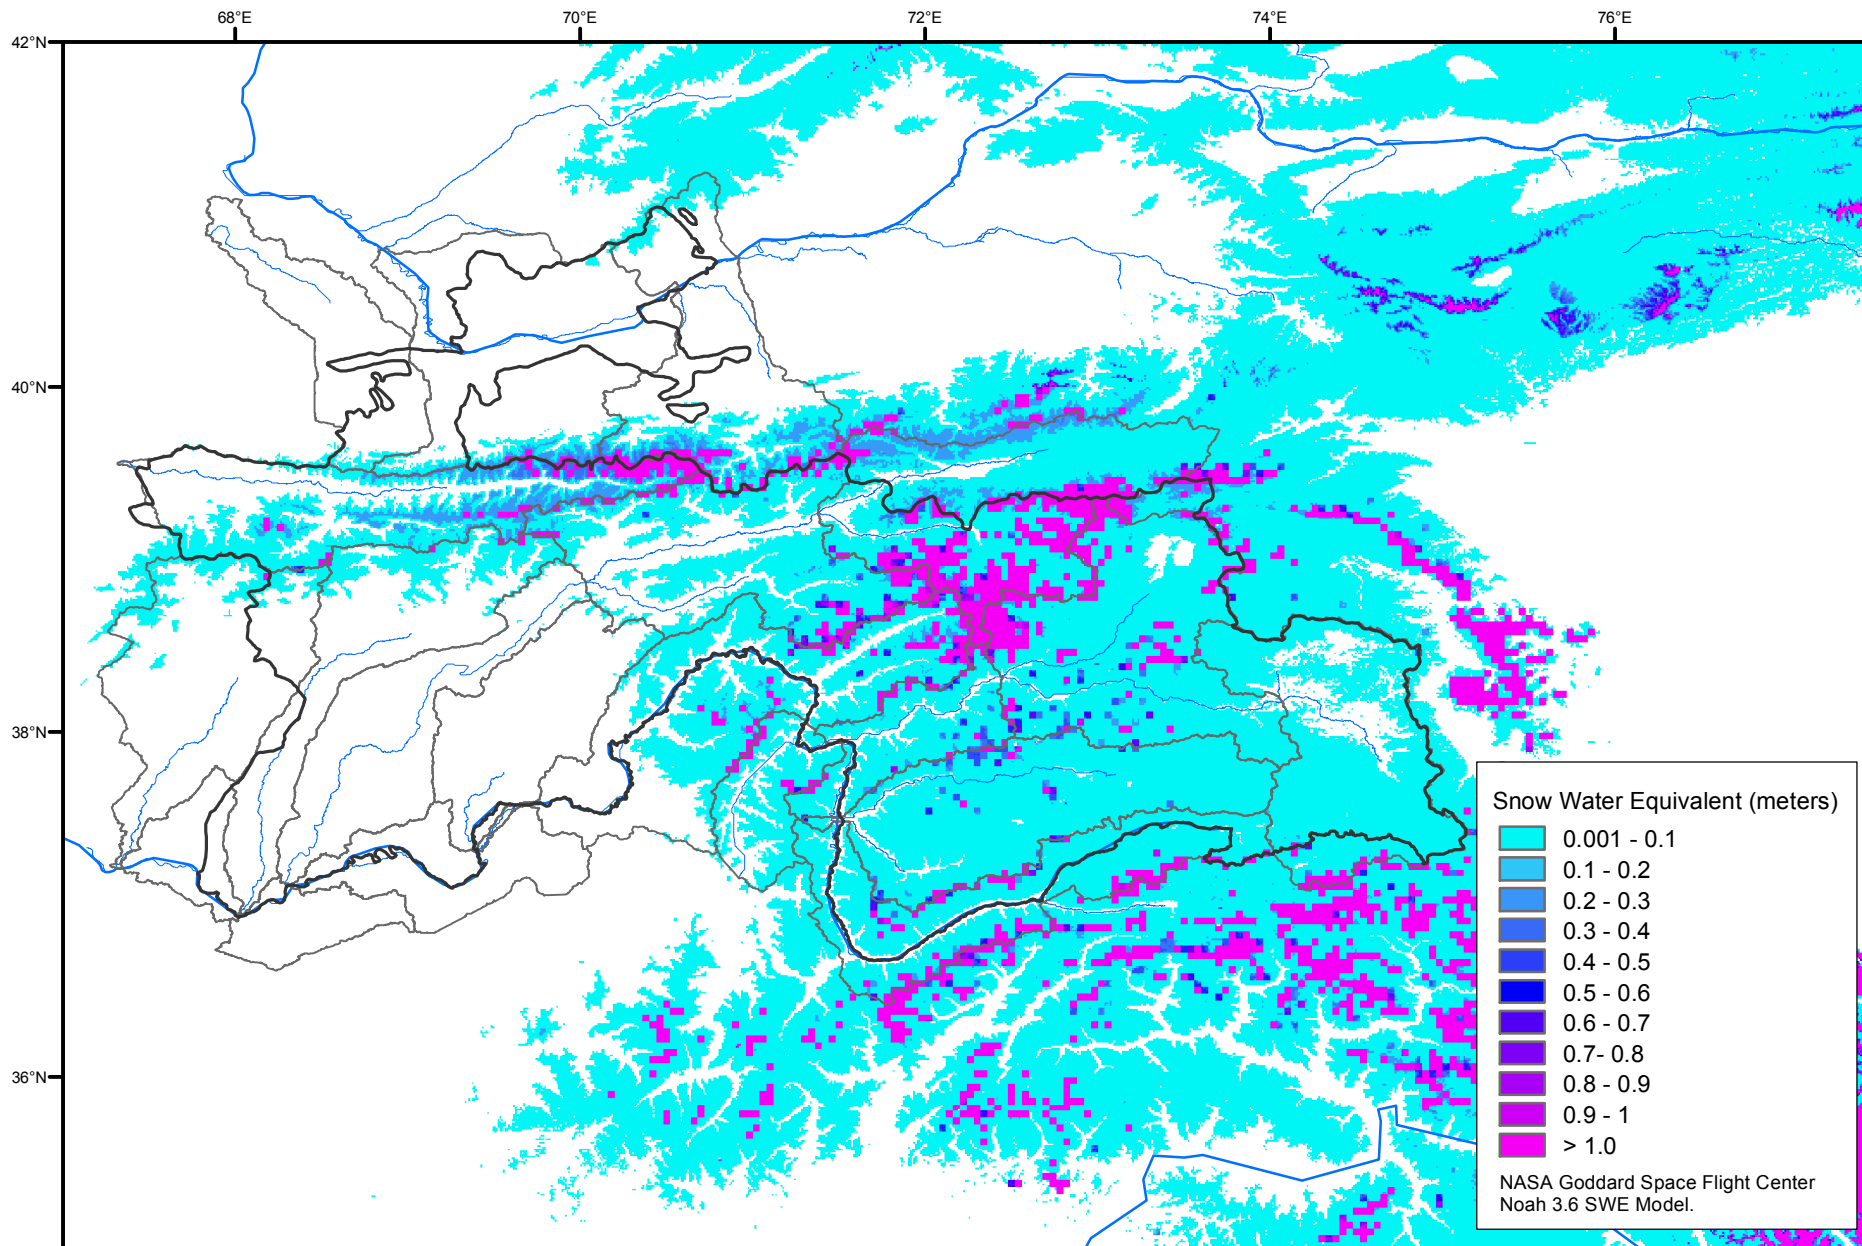 68°E 70°E 72°E 74°E 76°E
42°N
40°N
38°N
36°N
Snow Water Equivalent (meters)
0.001 - 0.1
0.1 - 0.2
0.2 - 0.3
0.3 - 0.4
0.4 - 0.5
0.5 - 0.6
0.6 - 0.7
0.7- 0.8
0.8 - 0.9
0.9 - 1
> 1.0
NASA Goddard Space Flight Center
Noah 3.6 SWE Model.